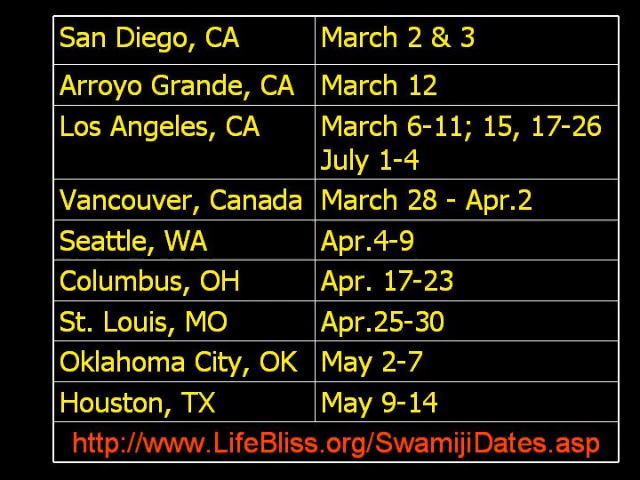 San Diego, CA March 2 & 3
Arroyo Grande, CA March 12
Los Angeles, CA March 6-11; 15, 17-26
July 1-4
Vancouver, Canada March 28 - Apr.2
Seattle, WA Apr.4-9
Columbus, OH Apr. 17-23
St. Louis, MO Apr.25-30
Oklahoma City, OK May 2-7
Houston, TX May 9-14
http://www.LifeBliss.org/SwamijiDates.asp